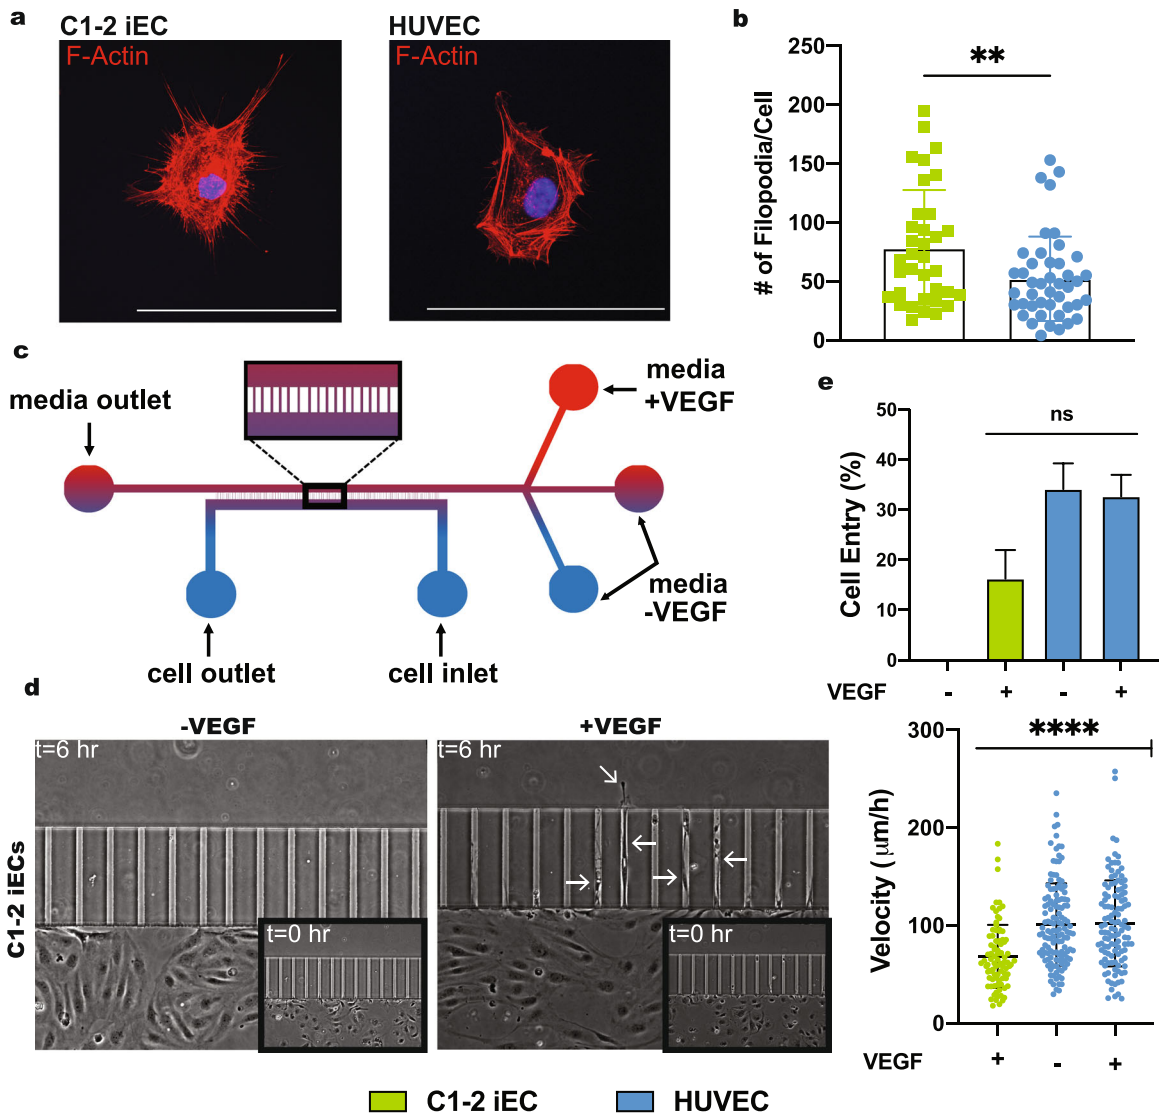 a
C1-2 iEC
HUVEC
F-Actin
F-Actin
b
# of Filopodia/Cell
250
200
150
100
50
0
**
c
media outlet
media
+VEGF
media
-VEGF
cell outlet
cell inlet
e
Cell Entry (%)
50
40
30
20
10
0
ns
VEGF - + - +
d
-VEGF
+VEGF
C1-2 iECs
t=6 hr
t=0 hr
t=6 hr
t=0 hr
Velocity ( μm/h)
300
200
100
0
****
VEGF + - +
C1-2 iEC
HUVEC